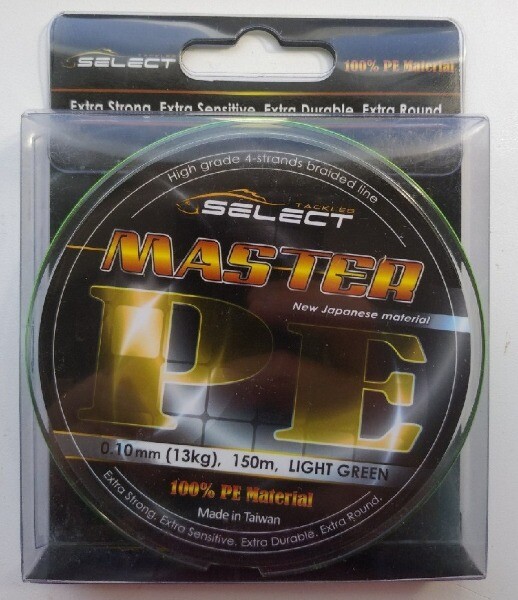 SELECT
100% PE Material
Extra Strong. Extra Sensitive. Extra Durable. Extra Round.
High grade 4-strands braided line
TACKLES
SELECT
MASTER
New Japanese material
PE
0.10mm (13kg), 150m, LIGHT GREEN
100% PE Material
Made in Taiwan
Extra Strong. Extra Sensitive. Extra Durable. Extra Round.